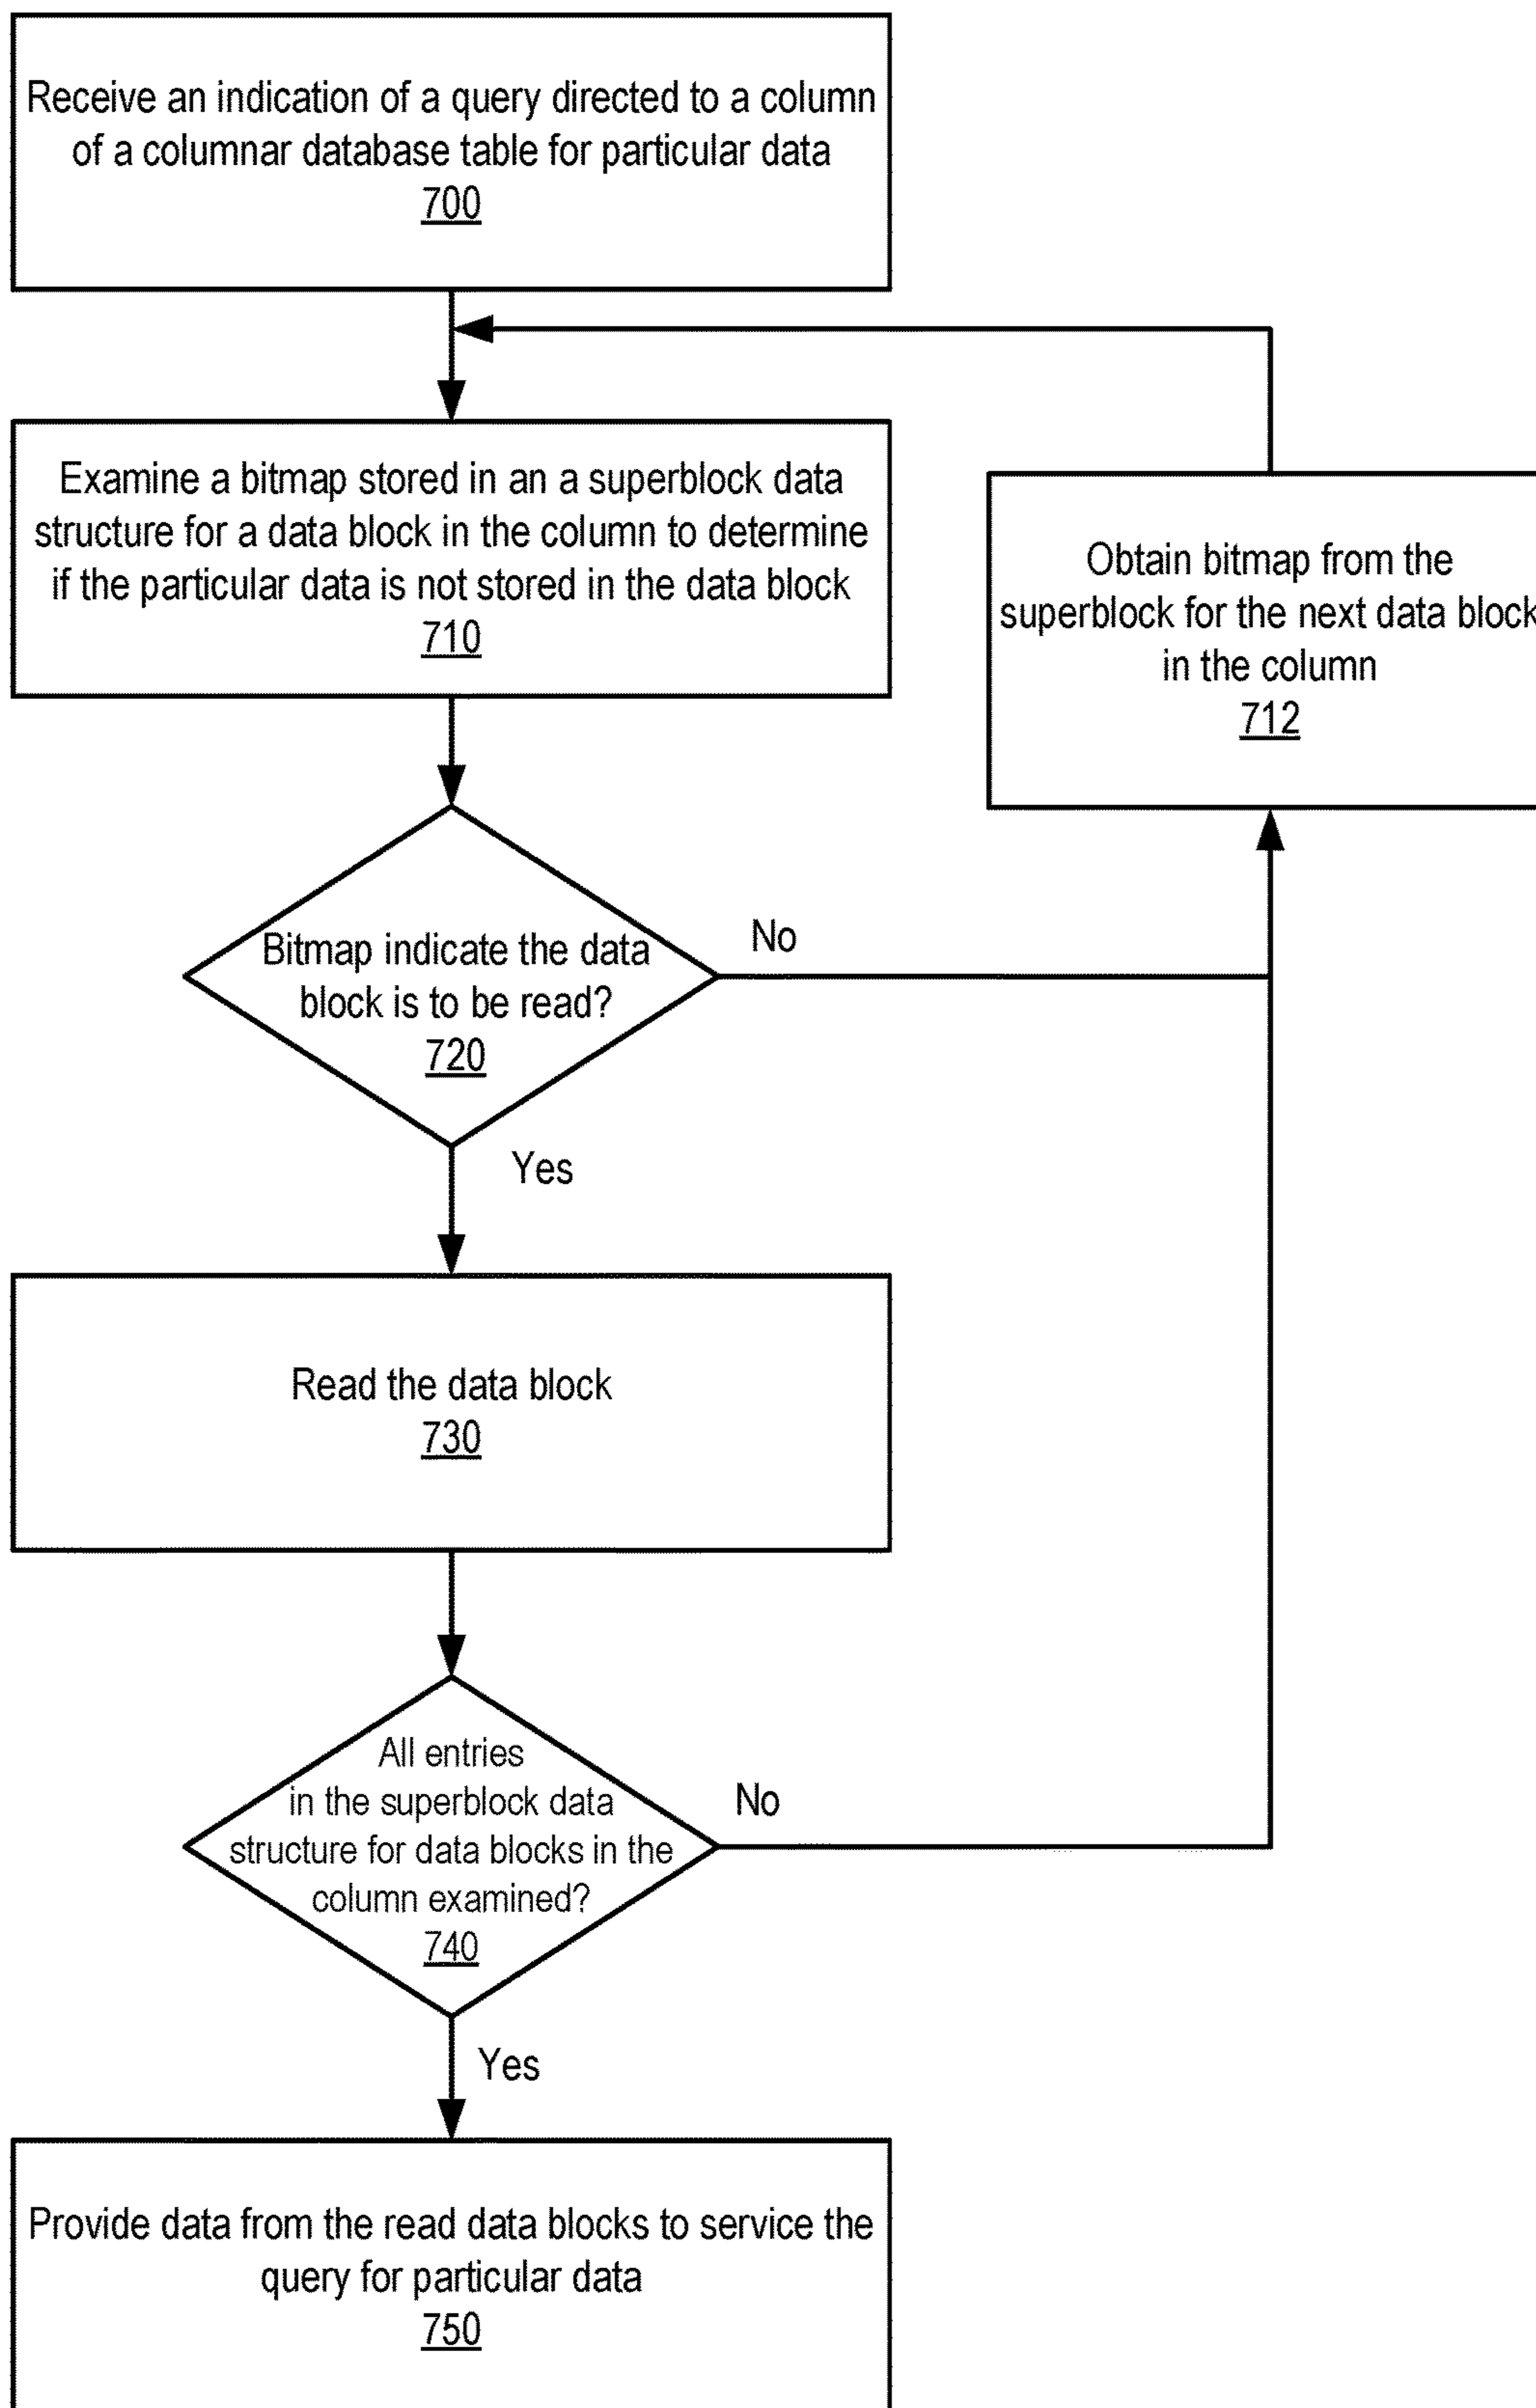 Receive an indication of a query directed to a column
of a columnar database table for particular data
700
Examine a bitmap stored in an a superblock data
structure for a data block in the column to determine
if the particular data is not stored in the data block
710
Obtain bitmap from the
superblock for the next data block
in the column
712
Bitmap indicate the data
block is to be read?
720
No
Yes
Read the data block
730
All entries
in the superblock data
structure for data blocks in the
column examined?
740
No
Yes
Provide data from the read data blocks to service the
query for particular data
750